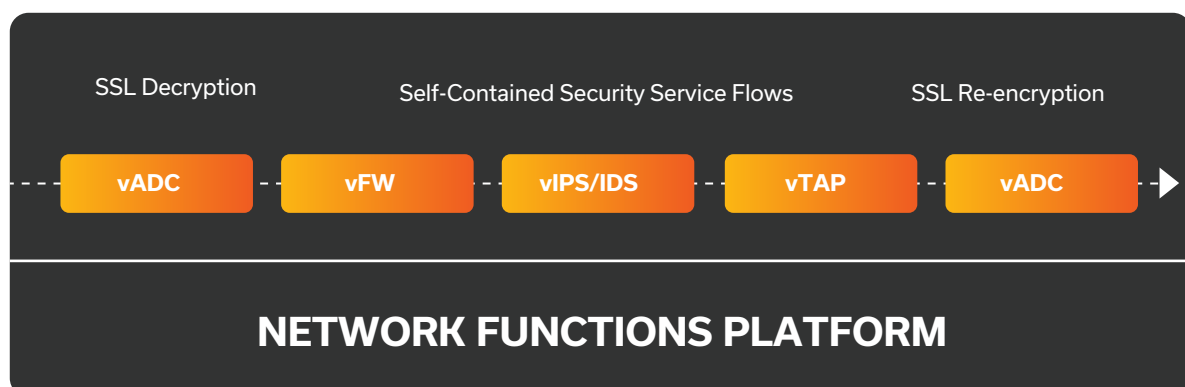 SSL Decryption
Self-Contained Security Service Flows
SSL Re-encryption
vADC
vFW
vIPS/IDS
vTAP
vADC
NETWORK FUNCTIONS PLATFORM